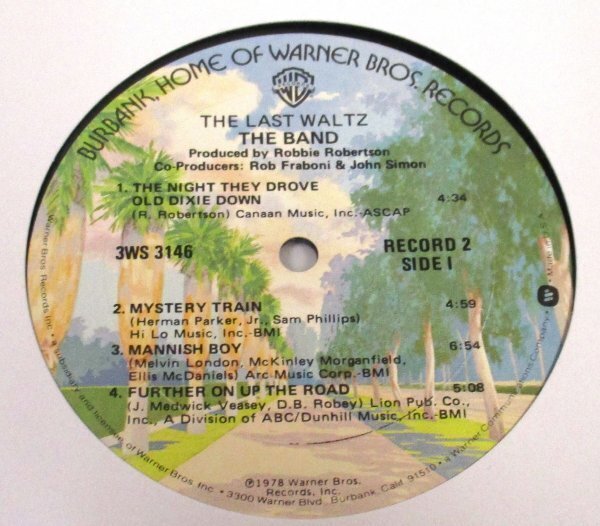 BURBANK, HOME OF WARNER BROS. RECORDS
THE LAST WALTZ
THE BAND
Produced by Robbie Robertson
Co-Producers: Rob Fraboni & John Simon
1. THE NIGHT THEY DROVE
OLD DIXIE DOWN 4:34
(R. Robertson) Canaan Music, Inc.-ASCAP
3WS 3146
RECORD 2
SIDE I
2. MYSTERY TRAIN 4:59
(Herman Parker, Jr., Sam Phillips)
Hi Lo Music, Inc.-BMI
3. MANNISH BOY 6:54
(Melvin London, McKinley Morganfield,
Ellis McDaniels) Arc Music Corp.-BMI
4. FURTHER ON UP THE ROAD 5:08
(J. Medwick Veasey, D.B. Robey) Lion Pub. Co.,
Inc., A Division of ABC/Dunhill Music, Inc.-BMI
℗1978 Warner Bros.
Records, Inc.
Warner Bros. Records Inc. • a subsidiary and licensee of Warner Bros. Inc. • 3300 Warner Blvd. Burbank, Calif. 91510 • a Warner Communications Company •
Made in U.S.A.